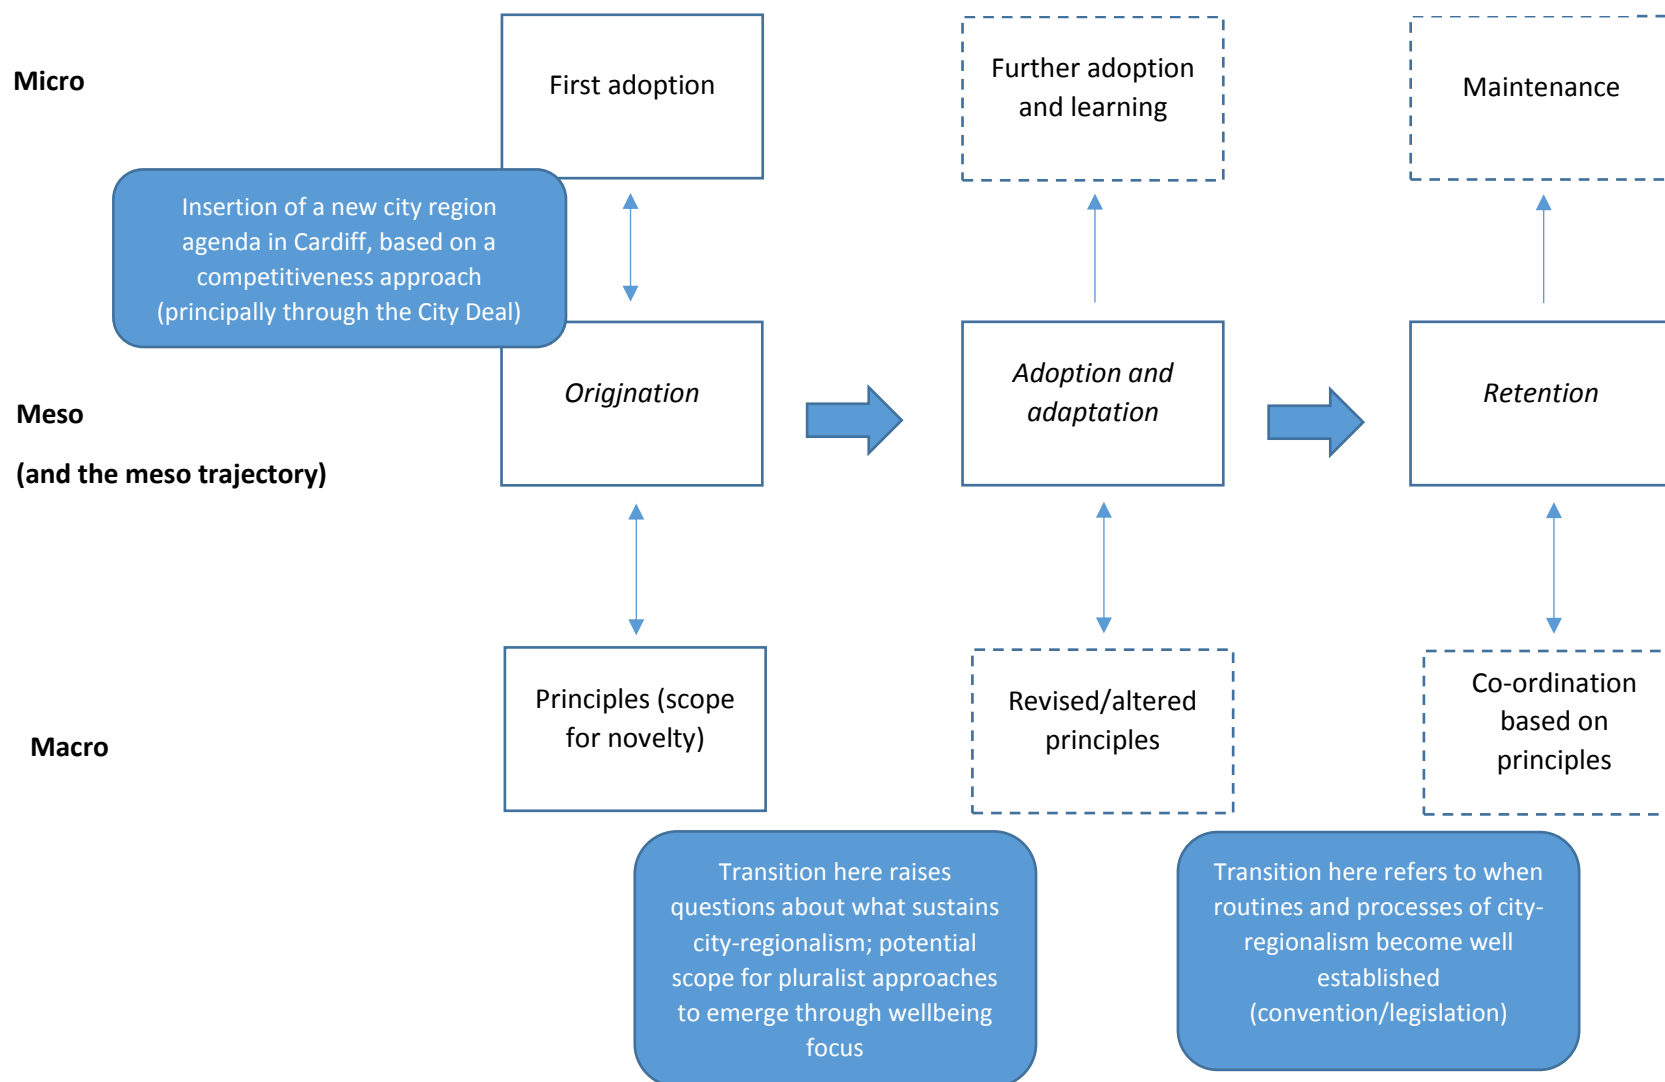 Micro
First adoption
Further adoption
and learning
Maintenance
Insertion of a new city region
agenda in Cardiff, based on a
competitiveness approach
(principally through the City Deal)
Meso
(and the meso trajectory)
Origjnation
Adoption and
adaptation
Retention
Macro
Principles (scope
for novelty)
Revised/altered
principles
Co-ordination
based on
principles
Transition here raises
questions about what sustains
city-regionalism; potential
scope for pluralist approaches
to emerge through wellbeing
focus
Transition here refers to when
routines and processes of city-
regionalism become well
established
(convention/legislation)